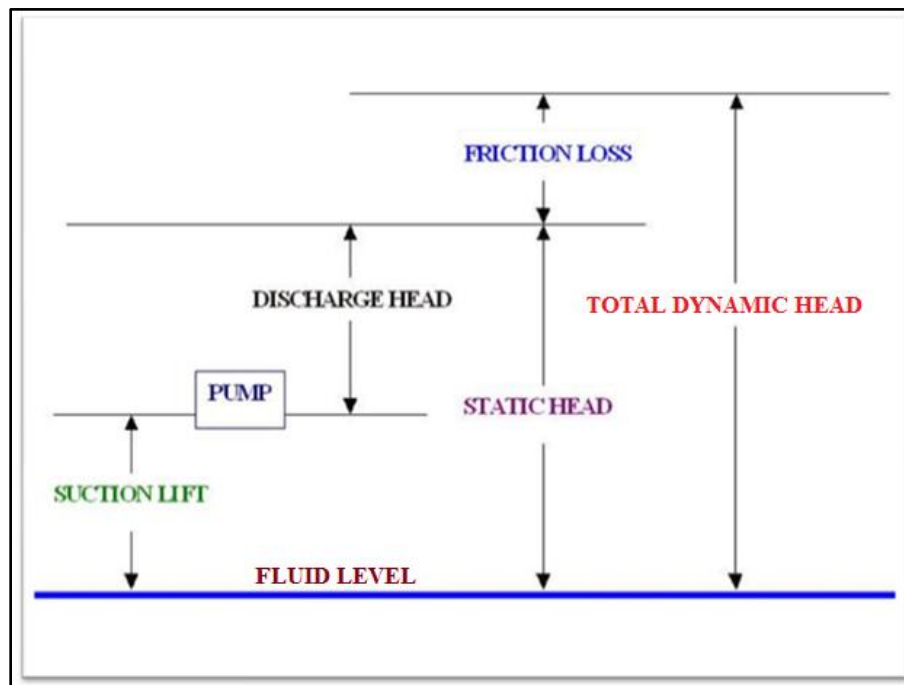 FRICTION LOSS
DISCHARGE HEAD
TOTAL DYNAMIC HEAD
PUMP
STATIC HEAD
SUCTION LIFT
FLUID LEVEL